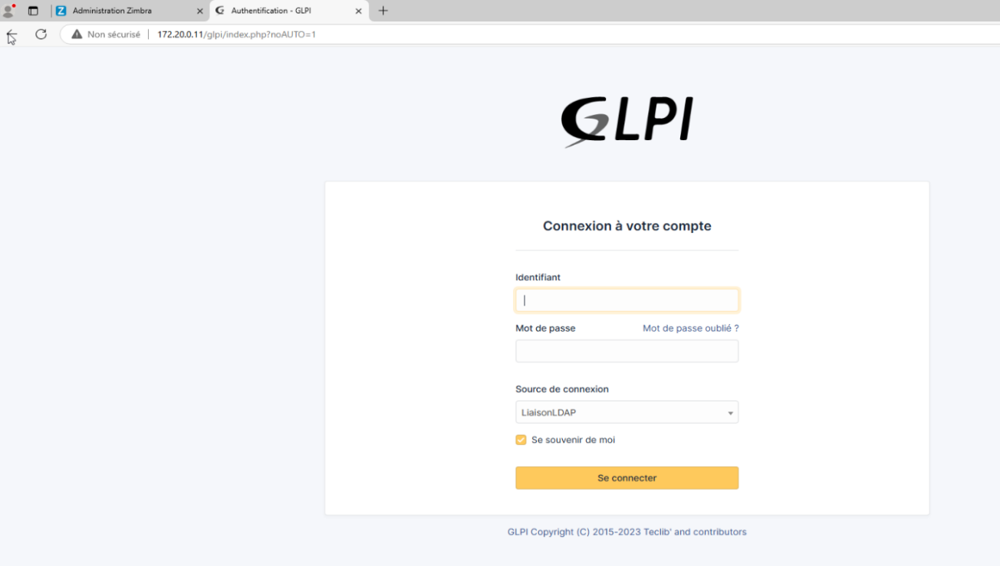 Administration Zimbra
Authentification - GLPI
Non sécurisé 172.20.0.11/glpi/index.php?noAUTO=1
GLPI
Connexion à votre compte
Identifiant
Mot de passe Mot de passe oublié ?
Source de connexion
LiaisonLDAP
Se souvenir de moi
Se connecter
GLPI Copyright (C) 2015-2023 Teclib' and contributors